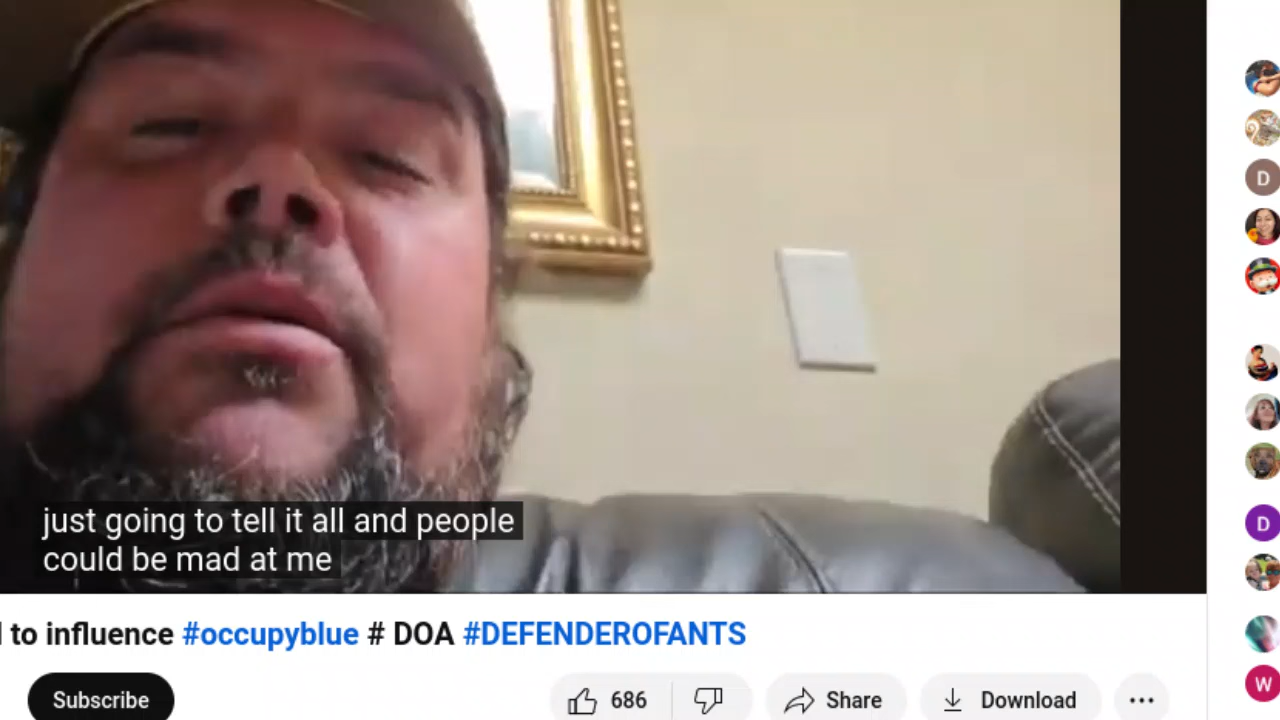 D
just going to tell it all and people
could be mad at me
D
to influence #occupyblue # DOA #DEFENDEROFANTS
W
Subscribe
686
Share
Download